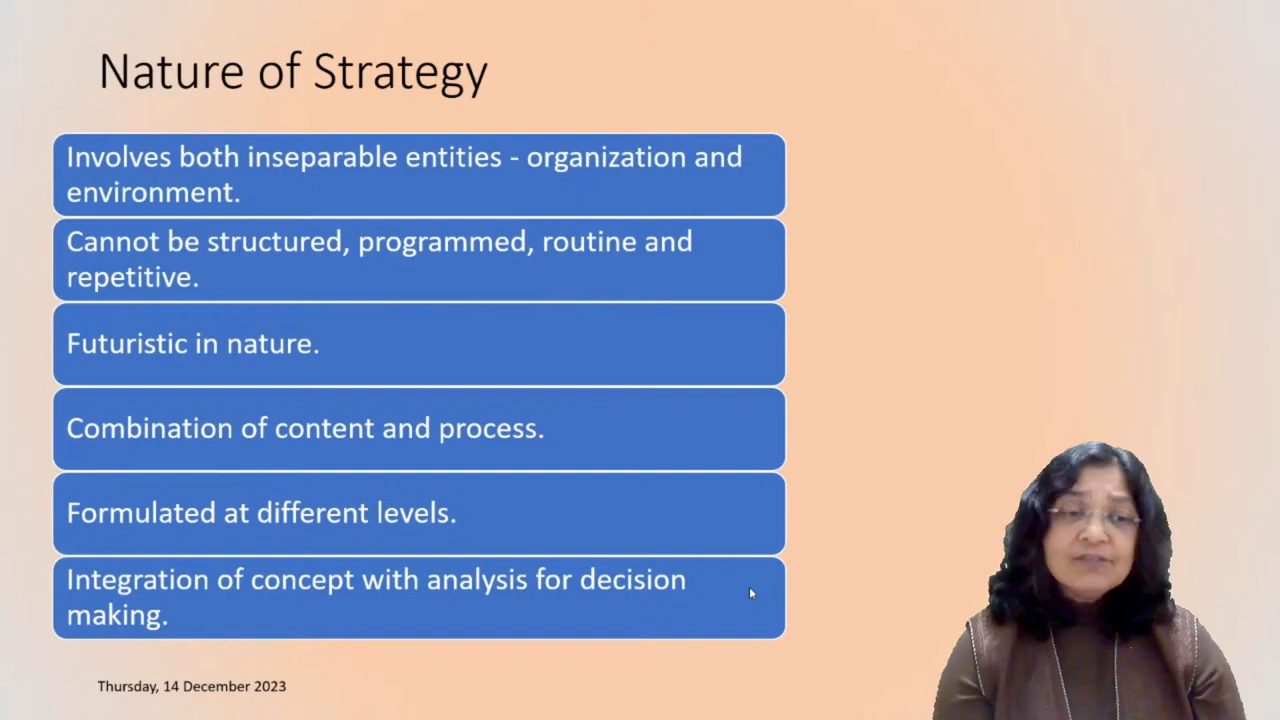 Nature of Strategy
Involves both inseparable entities - organization and
environment.
Cannot be structured, programmed, routine and
repetitive.
Futuristic in nature.
Combination of content and process.
Formulated at different levels.
Integration of concept with analysis for decision
making.
Thursday, 14 December 2023